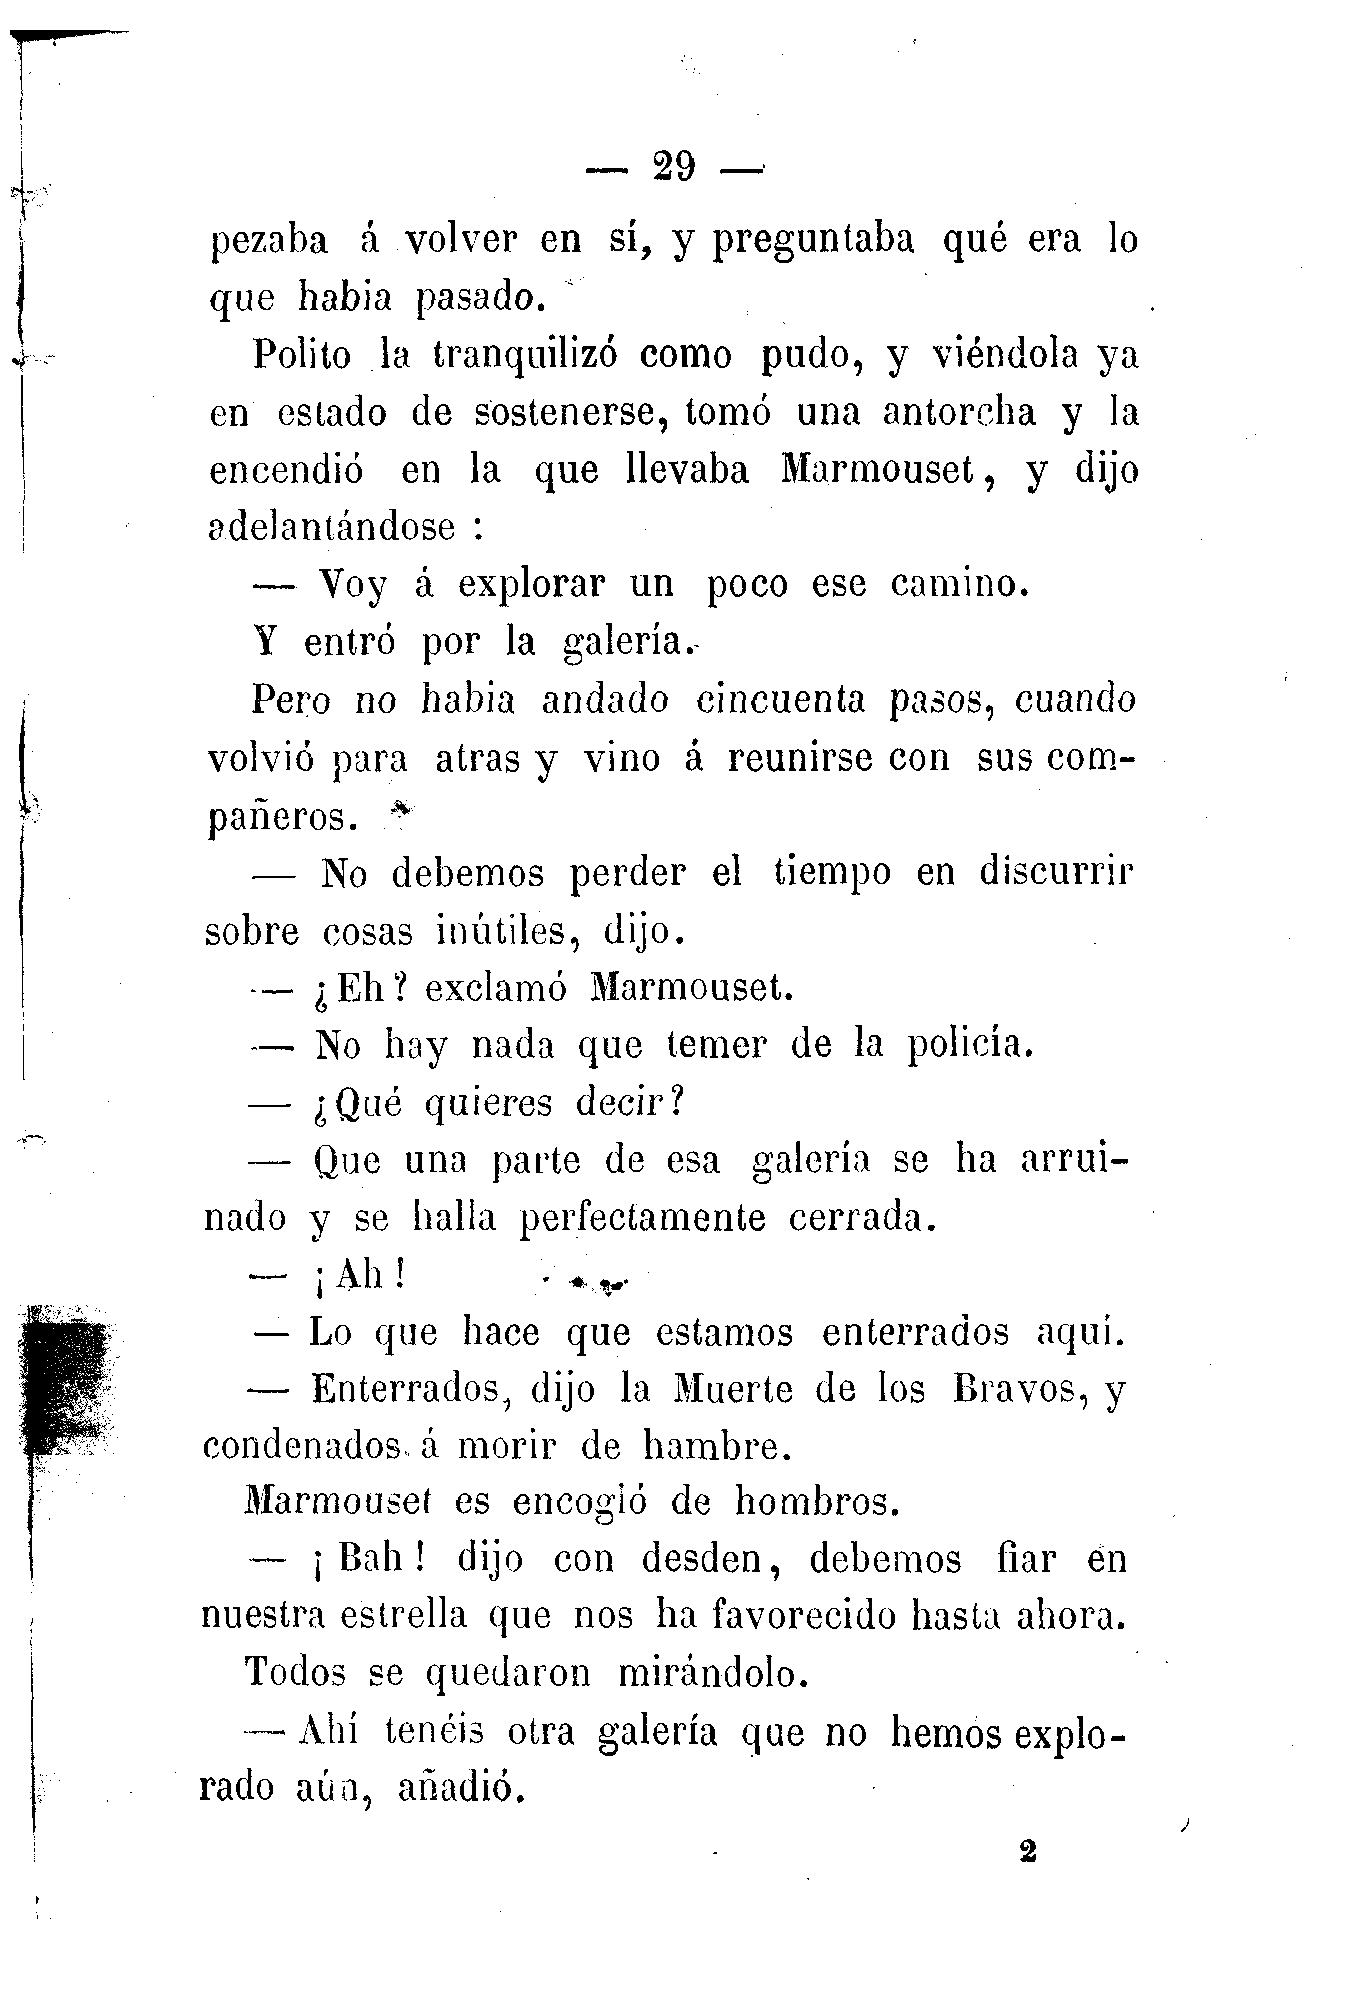 — 29 —
pezaba á volver en sí, y preguntaba qué era lo
que habia pasado.
Polito la tranquilizó como pudo, y viéndola ya
en estado de sostenerse, tomó una antorcha y la
encendió en la que llevaba Marmouset, y dijo
adelantándose :
— Voy á explorar un poco ese camino.
Y entró por la galería.
Pero no habia andado cincuenta pasos, cuando
volvió para atras y vino á reunirse con sus com-
pañeros.
— No debemos perder el tiempo en discurrir
sobre cosas inútiles, dijo.
— ¿Eh? exclamó Marmouset.
— No hay nada que temer de la policía.
— ¿Qué quieres decir?
— Que una parte de esa galería se ha arrui-
nado y se halla perfectamente cerrada.
— ¡Ah!
— Lo que hace que estamos enterrados aquí.
— Enterrados, dijo la Muerte de los Bravos, y
condenados á morir de hambre.
Marmouset es encogió de hombros.
— ¡Bah! dijo con desden, debemos fiar en
nuestra estrella que nos ha favorecido hasta ahora.
Todos se quedaron mirándolo.
— Ahí tenéis otra galería que no hemos explo-
rado aún, añadió.
2